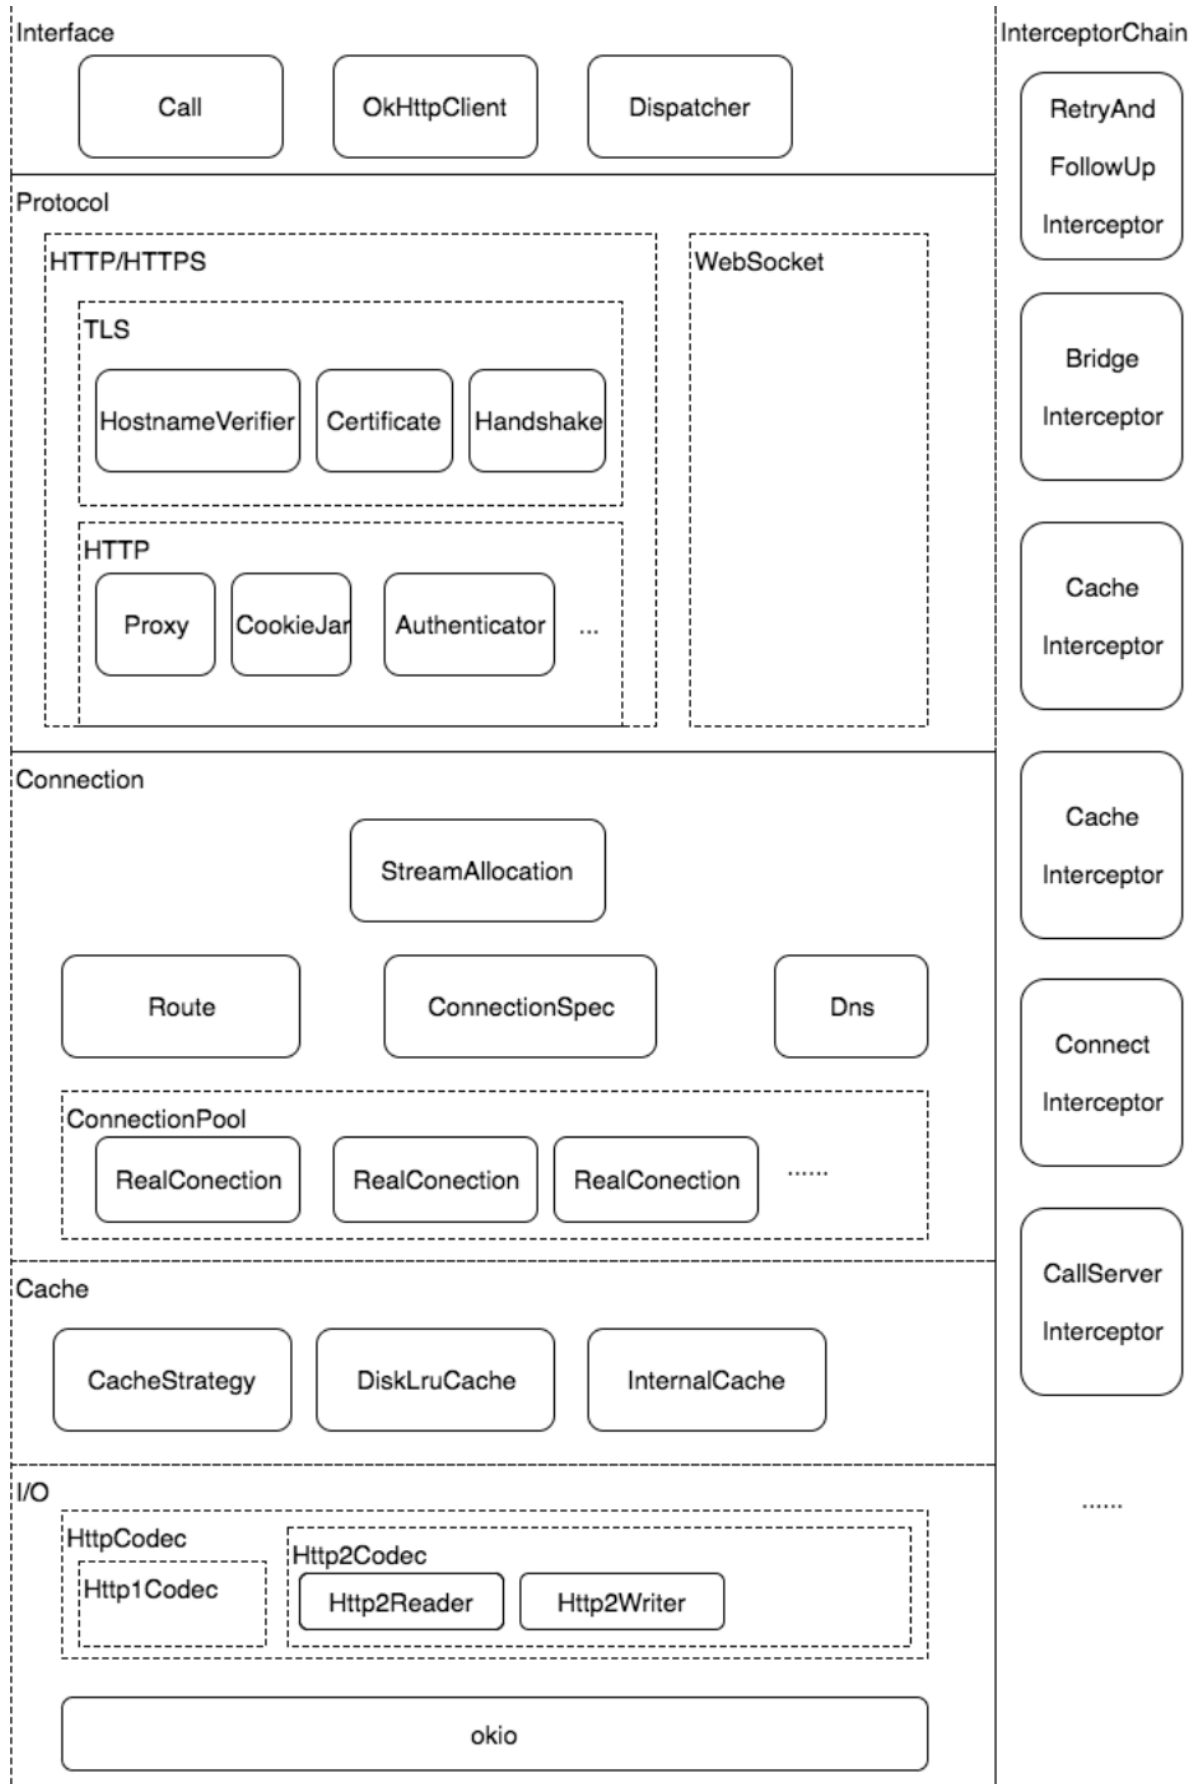 Interface
Call
OkHttpClient
Dispatcher
Protocol
HTTP/HTTPS
TLS
HostnameVerifier
Certificate
Handshake
HTTP
Proxy
CookieJar
Authenticator
...
WebSocket
Connection
StreamAllocation
Route
ConnectionSpec
Dns
ConnectionPool
RealConection
RealConection
RealConection
......
Cache
CacheStrategy
DiskLruCache
InternalCache
I/O
HttpCodec
Http1Codec
Http2Codec
Http2Reader
Http2Writer
okio
InterceptorChain
RetryAnd
FollowUp
Interceptor
Bridge
Interceptor
Cache
Interceptor
Cache
Interceptor
Connect
Interceptor
CallServer
Interceptor
......